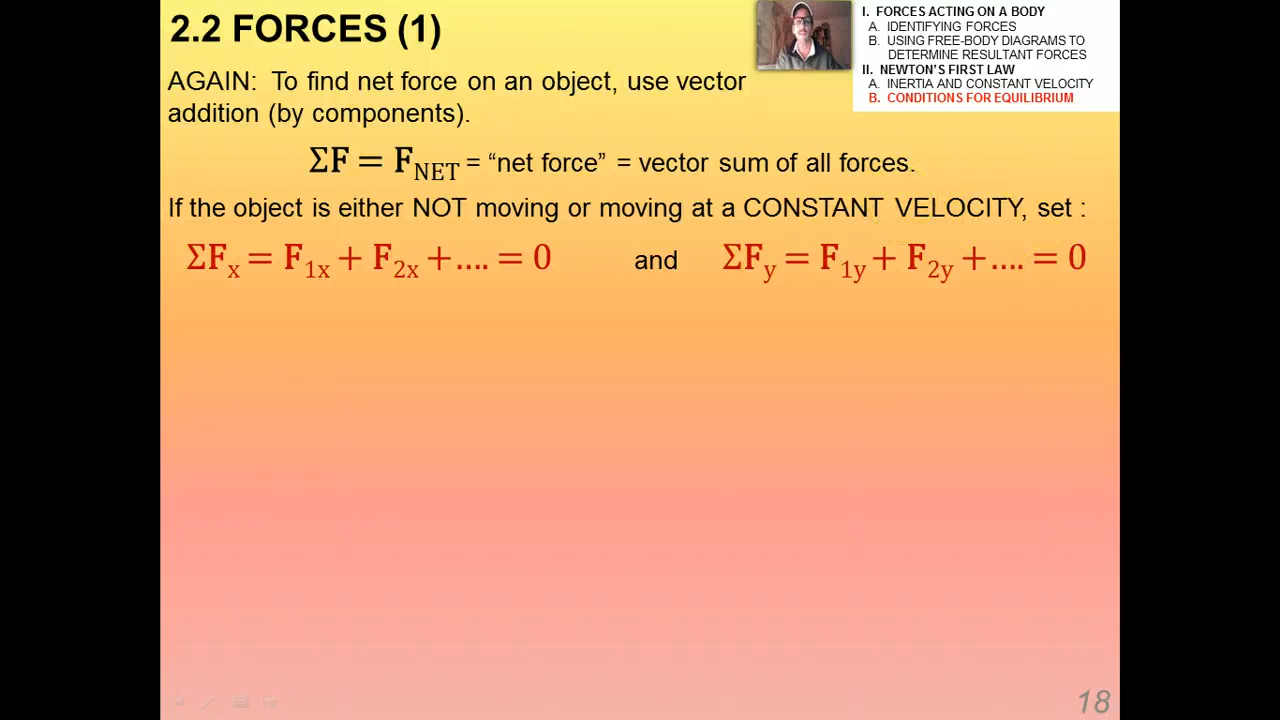 2.2 FORCES (1)
I. FORCES ACTING ON A BODY
A. IDENTIFYING FORCES
B. USING FREE-BODY DIAGRAMS TO
DETERMINE RESULTANT FORCES
II. NEWTON'S FIRST LAW
A. INERTIA AND CONSTANT VELOCITY
B. CONDITIONS FOR EQUILIBRIUM
AGAIN: To find net force on an object, use vector
addition (by components).
ΣF = F_NET = “net force” = vector sum of all forces.
If the object is either NOT moving or moving at a CONSTANT VELOCITY, set :
ΣF_x = F_1x + F_2x + .... = 0 and ΣF_y = F_1y + F_2y + .... = 0
18